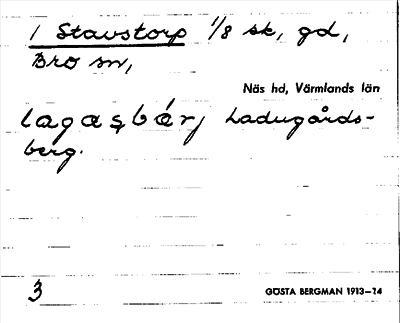 1 Stavstorp 1/8 sk, gd,
Bro sn,
Näs hd, Värmlands län
lagasbárj Ladugårds-
berg.
3
GÖSTA BERGMAN 1913–14